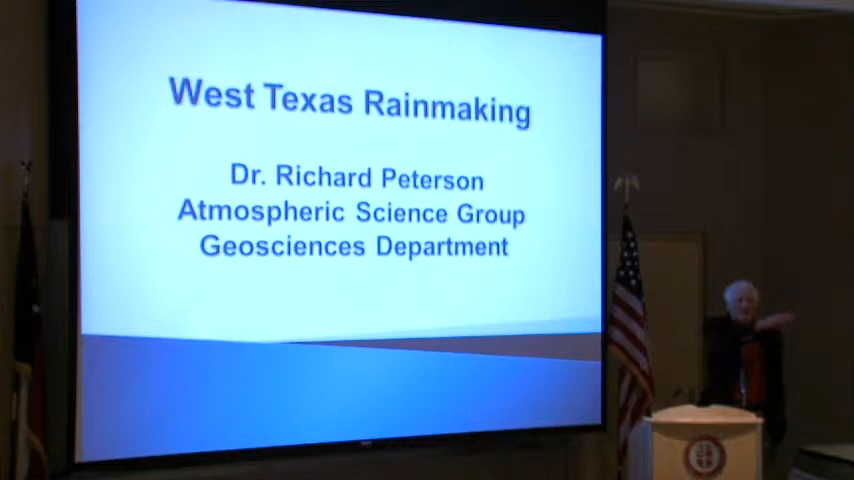 West Texas Rainmaking
Dr. Richard Peterson
Atmospheric Science Group
Geosciences Department